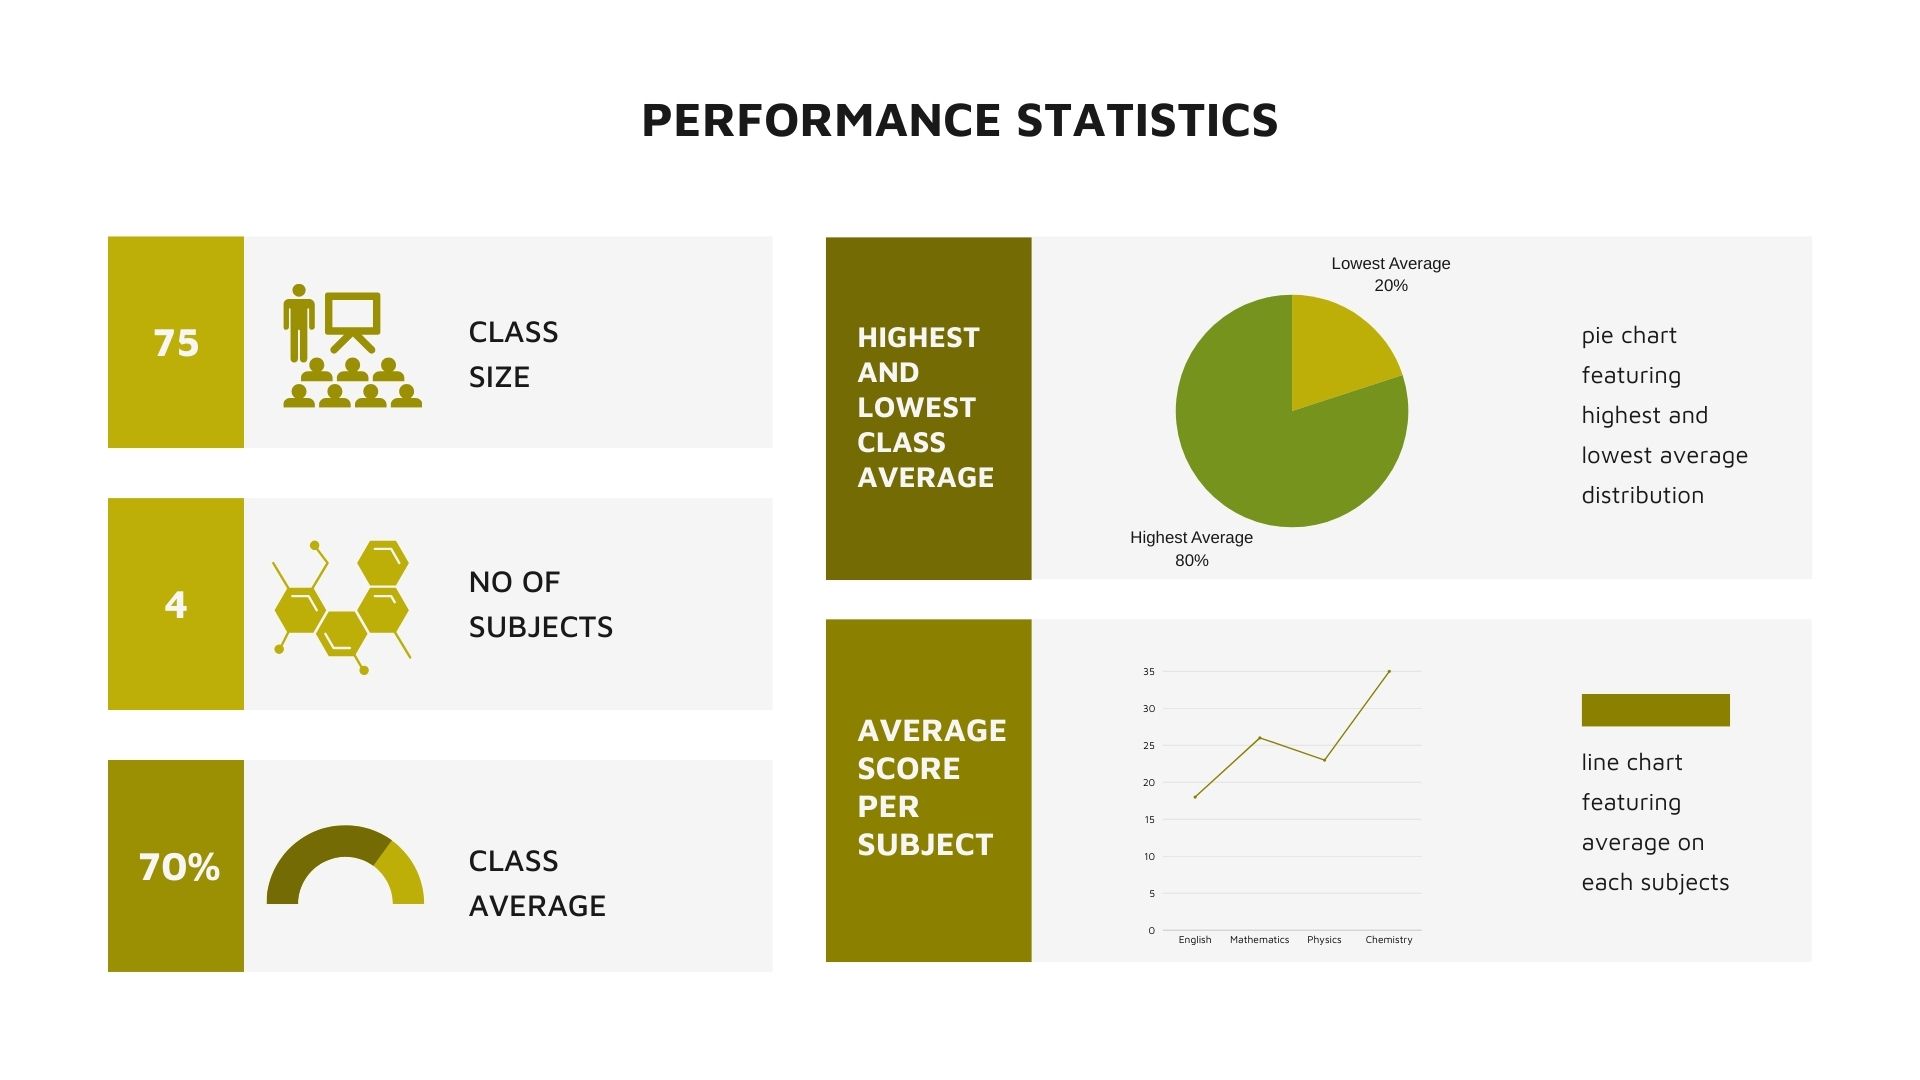 PERFORMANCE STATISTICS
75
CLASS
SIZE
4
NO OF
SUBJECTS
70%
CLASS
AVERAGE
HIGHEST
AND
LOWEST
CLASS
AVERAGE
Lowest Average
20%
Highest Average
80%
pie chart
featuring
highest and
lowest average
distribution
AVERAGE
SCORE
PER
SUBJECT
35
30
25
20
15
10
5
0
English Mathematics Physics Chemistry
line chart
featuring
average on
each subjects